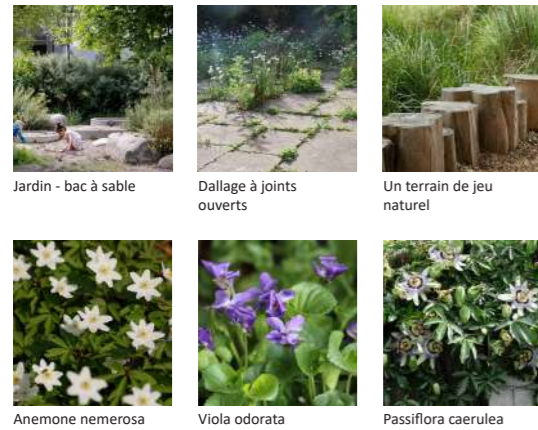 Jardin - bac à sable
Dallage à joints
ouverts
Un terrain de jeu
naturel
Anemone nemerosa
Viola odorata
Passiflora caerulea